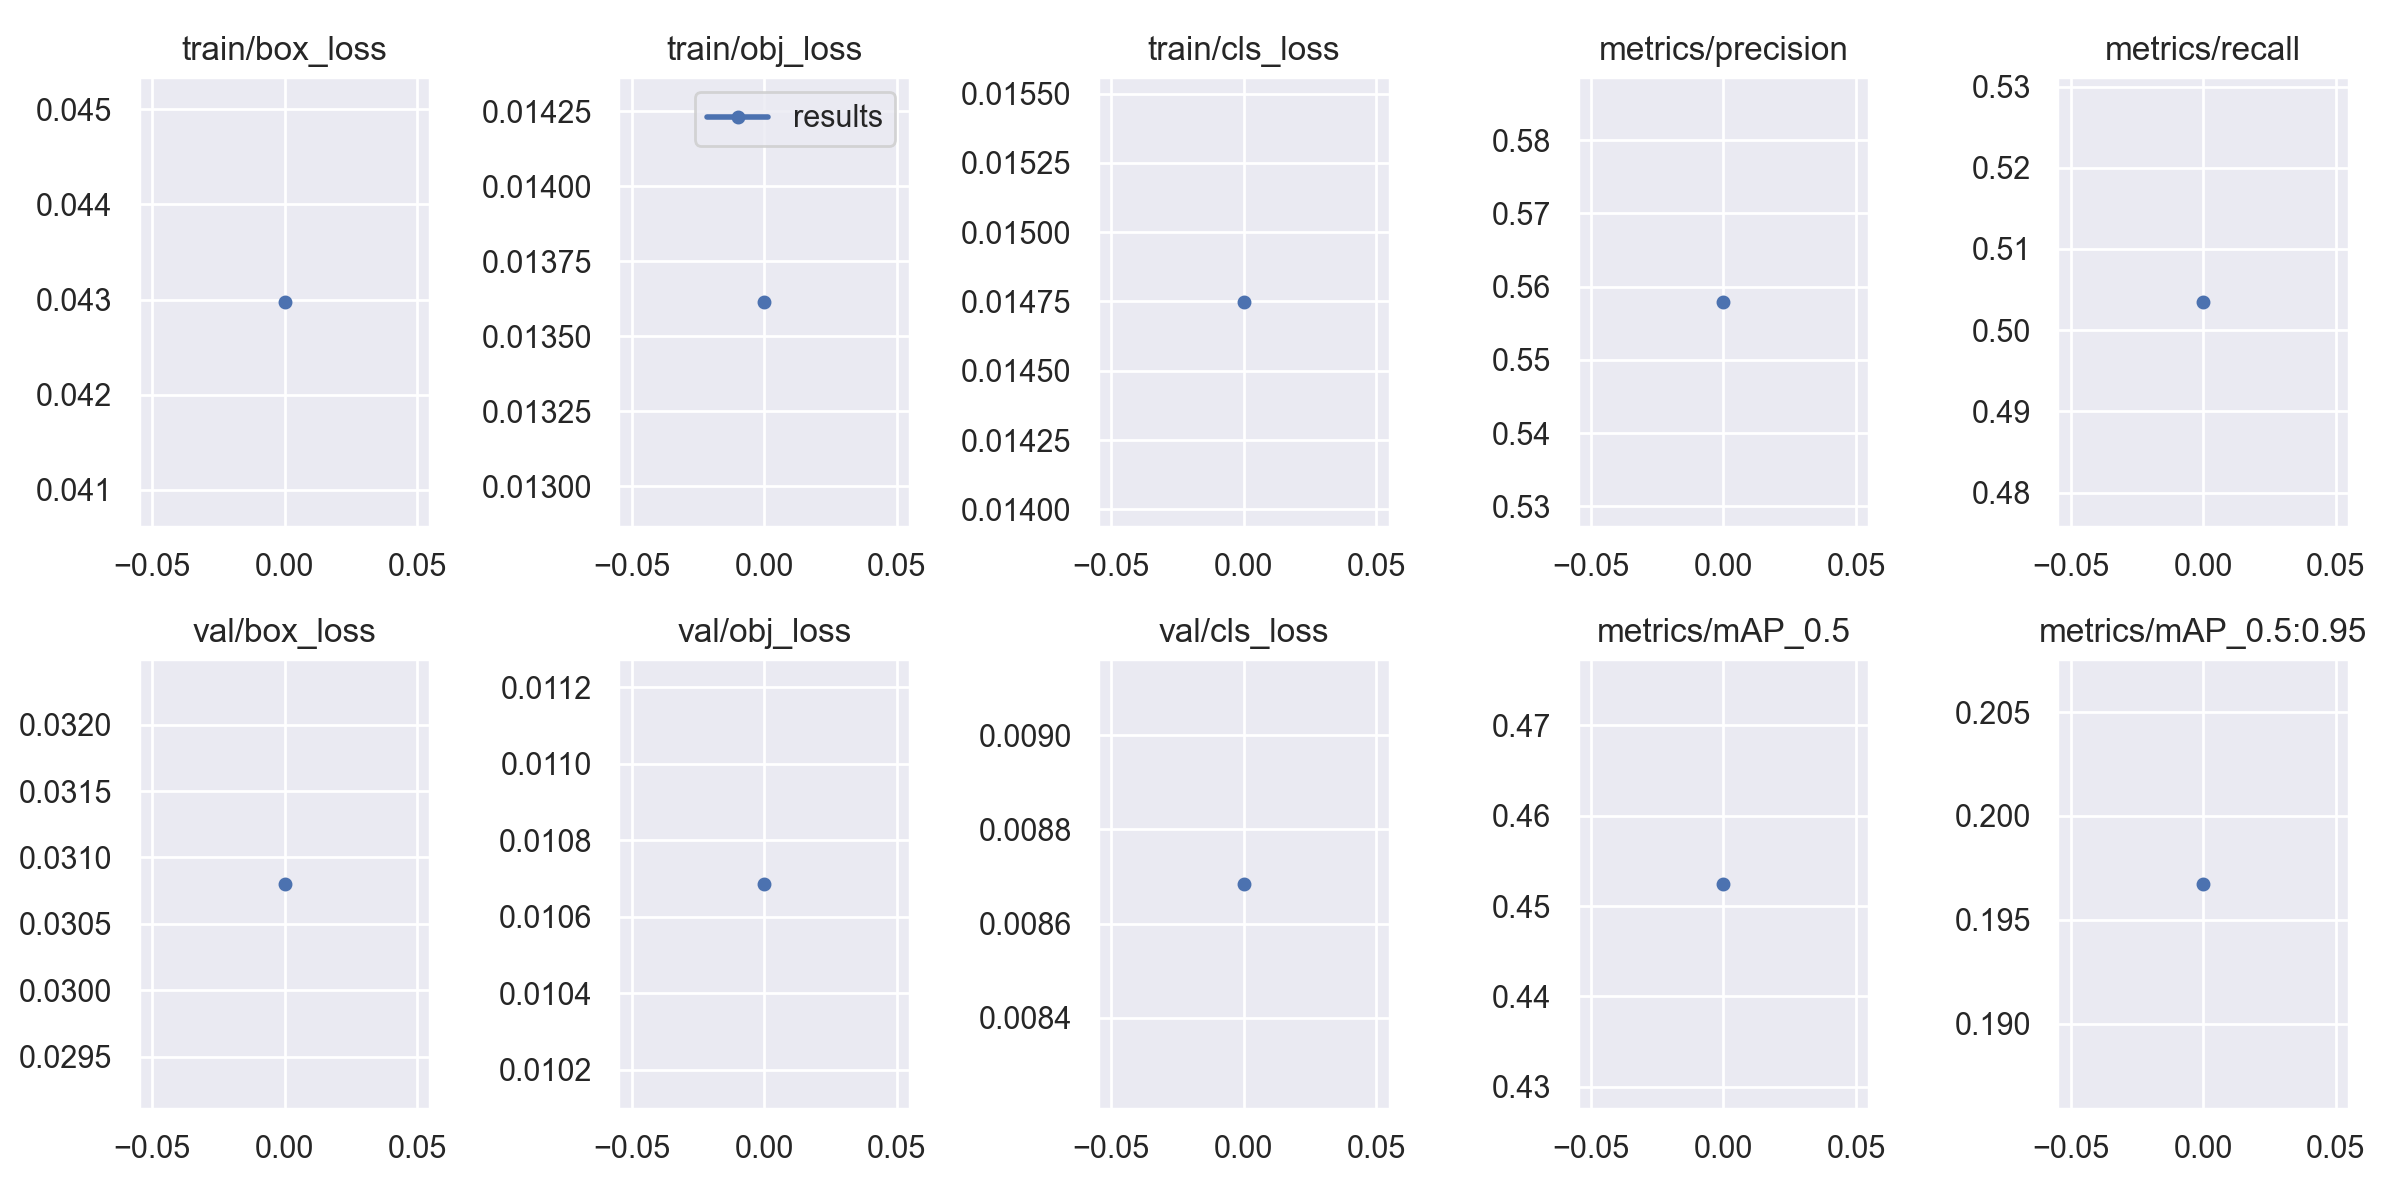 train/box_loss
0.045
0.044
0.043
0.042
0.041
−0.05 0.00 0.05
train/obj_loss
results
0.01425
0.01400
0.01375
0.01350
0.01325
0.01300
−0.05 0.00 0.05
train/cls_loss
0.01550
0.01525
0.01500
0.01475
0.01450
0.01425
0.01400
−0.05 0.00 0.05
metrics/precision
0.58
0.57
0.56
0.55
0.54
0.53
−0.05 0.00 0.05
metrics/recall
0.53
0.52
0.51
0.50
0.49
0.48
−0.05 0.00 0.05
val/box_loss
0.0320
0.0315
0.0310
0.0305
0.0300
0.0295
−0.05 0.00 0.05
val/obj_loss
0.0112
0.0110
0.0108
0.0106
0.0104
0.0102
−0.05 0.00 0.05
val/cls_loss
0.0090
0.0088
0.0086
0.0084
−0.05 0.00 0.05
metrics/mAP_0.5
0.47
0.46
0.45
0.44
0.43
−0.05 0.00 0.05
metrics/mAP_0.5:0.95
0.205
0.200
0.195
0.190
−0.05 0.00 0.05